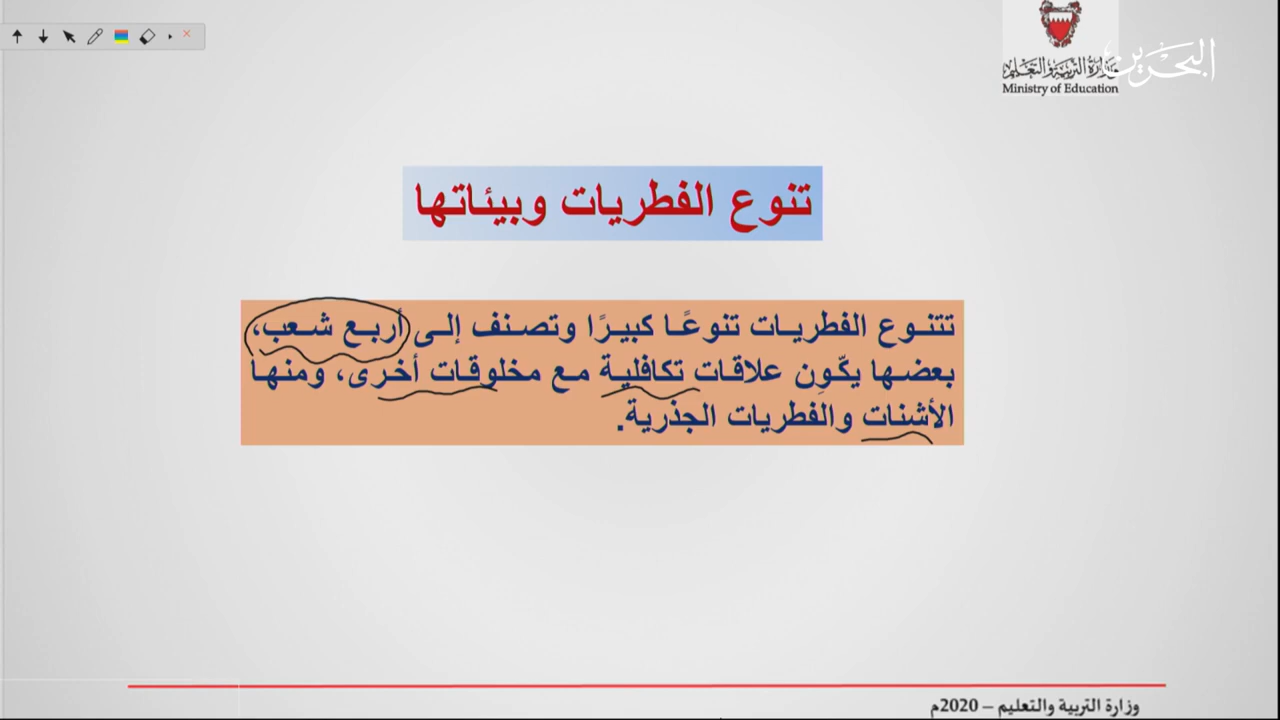 البحرين
وزارة التربية والتعليم
Ministry of Education
تنوع الفطريات وبيئاتها
تتنوع الفطريات تنوعًا كبيرًا وتصنف إلى أربع شعب،
بعضها يكّوِن علاقات تكافلية مع مخلوقات أخرى، ومنها
الأشنات والفطريات الجذرية.
وزارة التربية والتعليم – 2020م